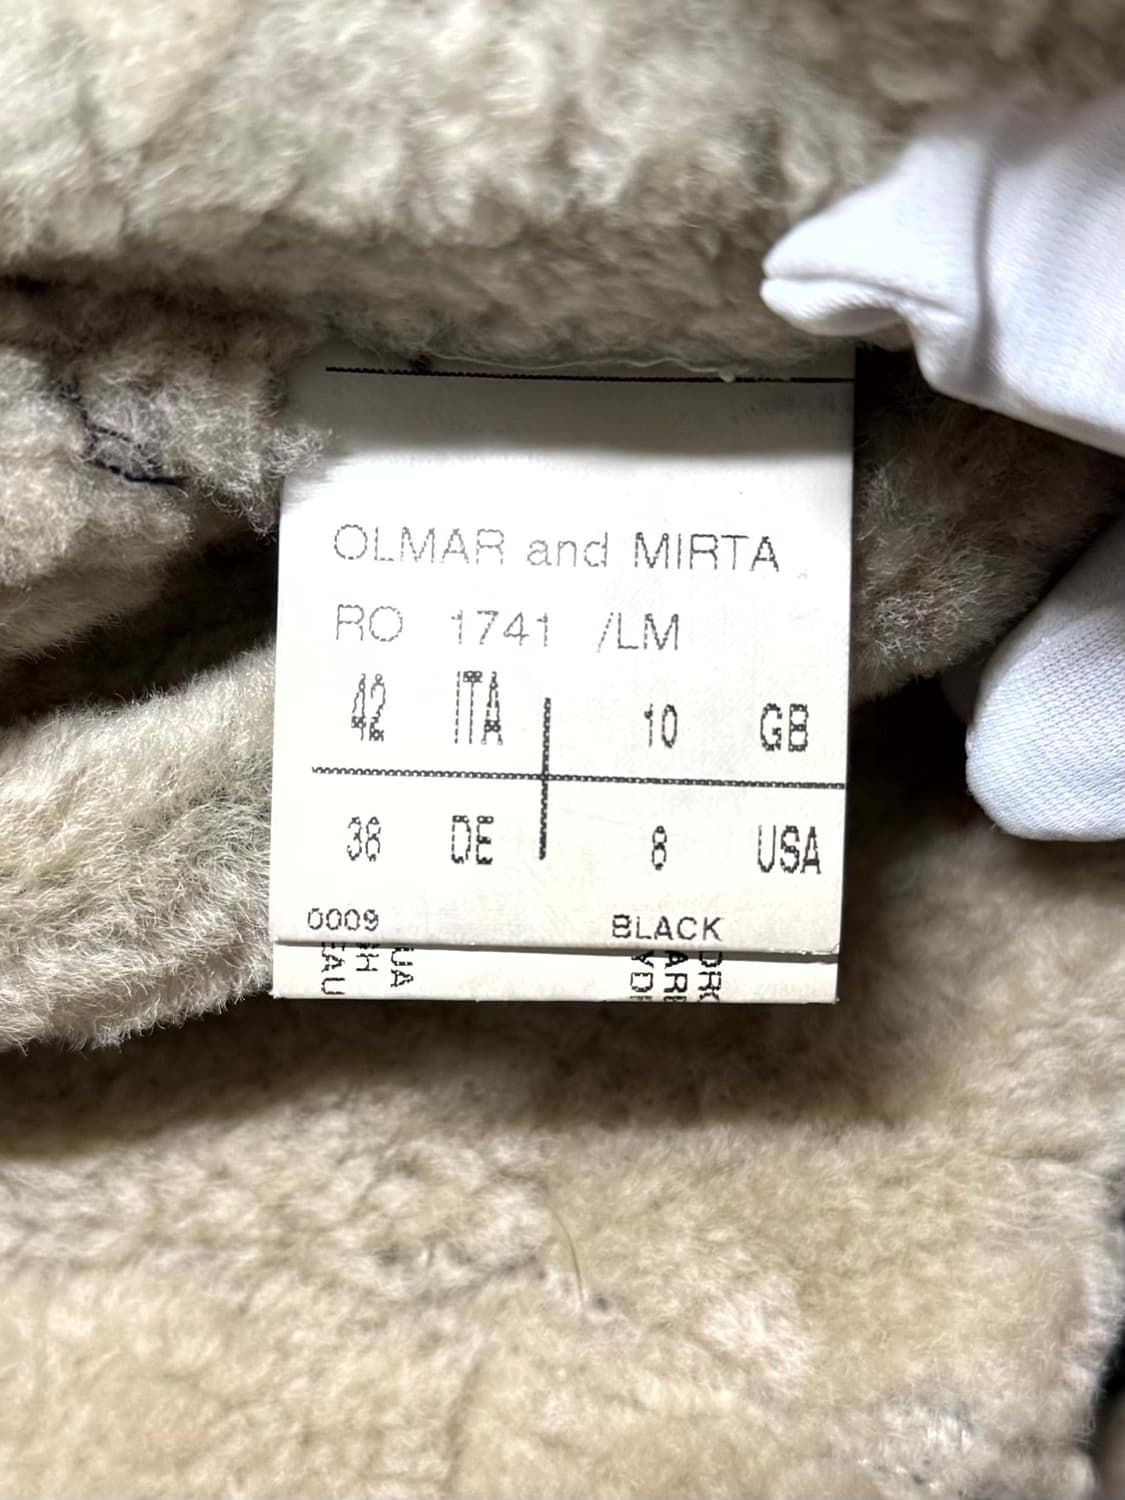 OLMAR and MIRTA
RO 1741 /LM
42 ITA 10 GB
38 DE 8 USA
0009 BLACK